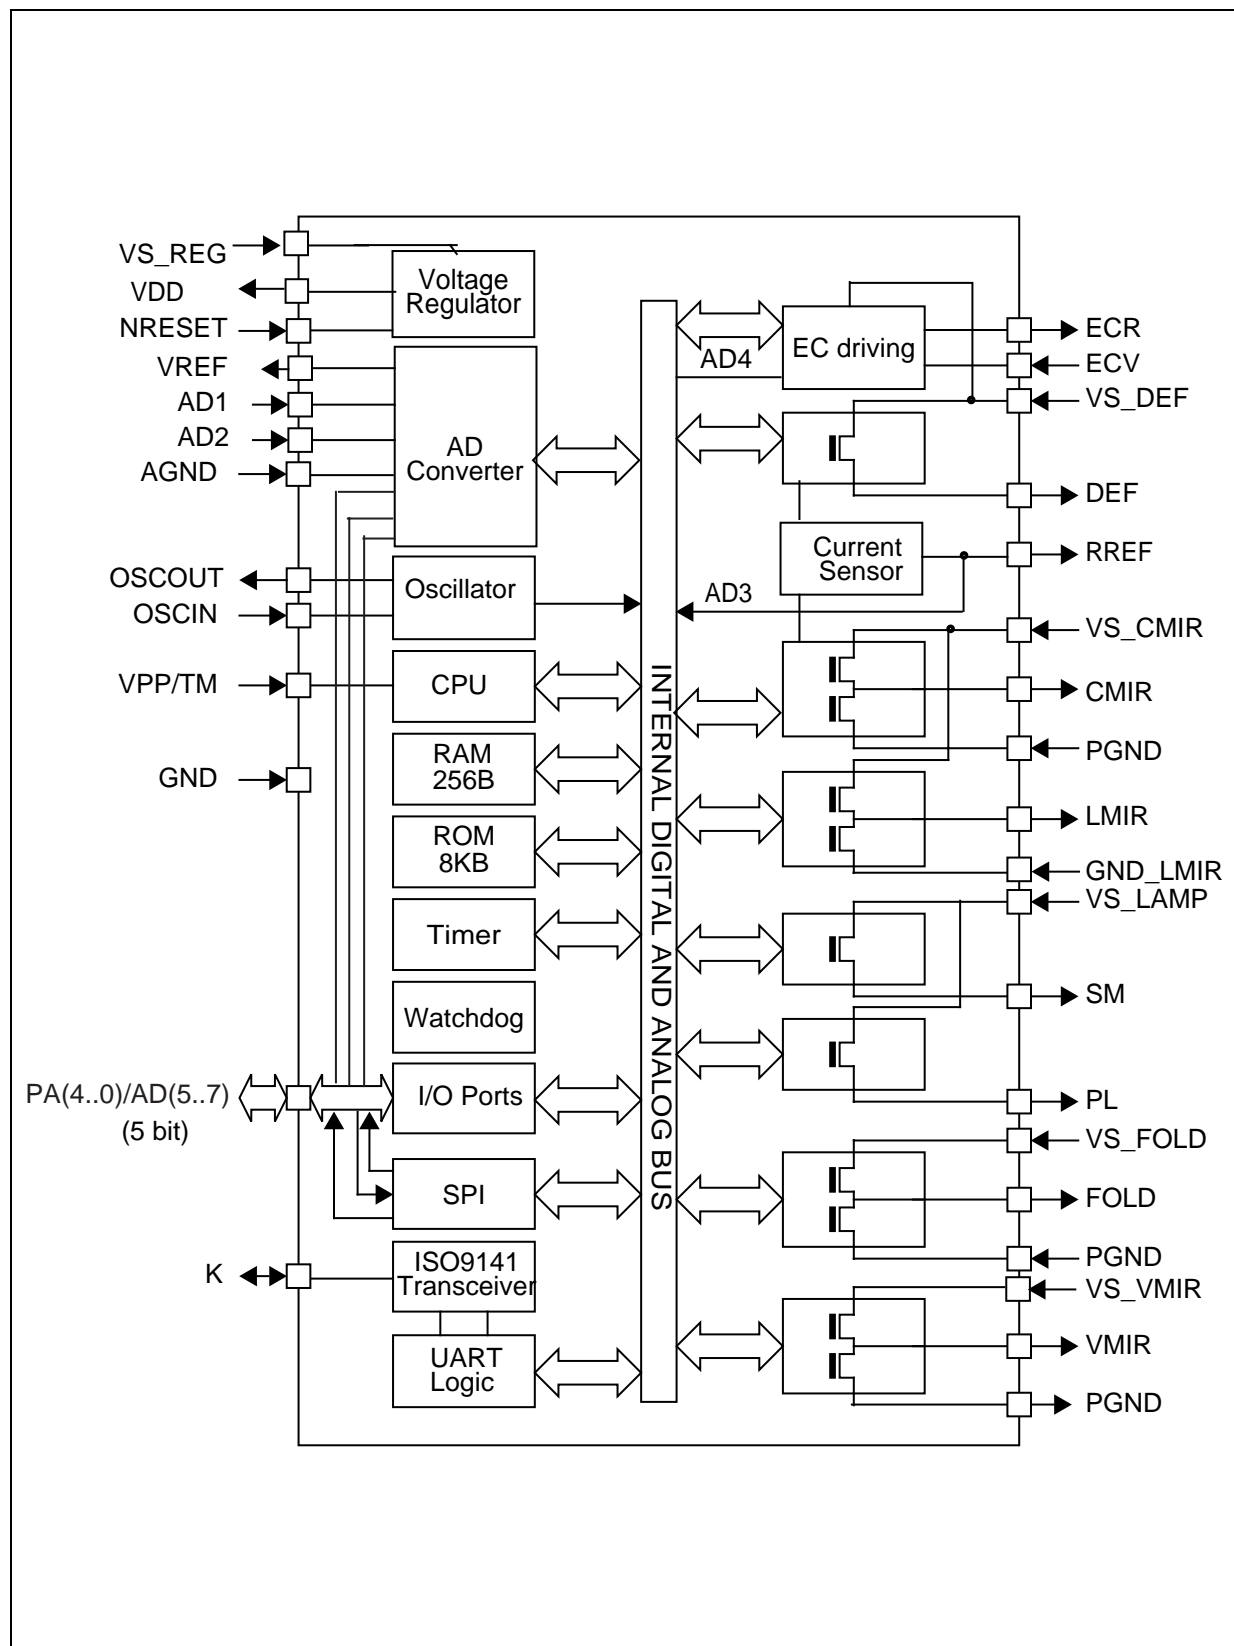 VS_REG
VDD
NRESET
VREF
AD1
AD2
AGND
OSCOUT
OSCIN
VPP/TM
GND
PA(4..0)/AD(5..7)
(5 bit)
K
Voltage
Regulator
AD
Converter
Oscillator
CPU
RAM
256B
ROM
8KB
Timer
Watchdog
I/O Ports
SPI
ISO9141
Transceiver
UART
Logic
INTERNAL DIGITAL AND ANALOG BUS
AD4
EC driving
Current
Sensor
AD3
ECR
ECV
VS_DEF
DEF
RREF
VS_CMIR
CMIR
PGND
LMIR
GND_LMIR
VS_LAMP
SM
PL
VS_FOLD
FOLD
PGND
VS_VMIR
VMIR
PGND